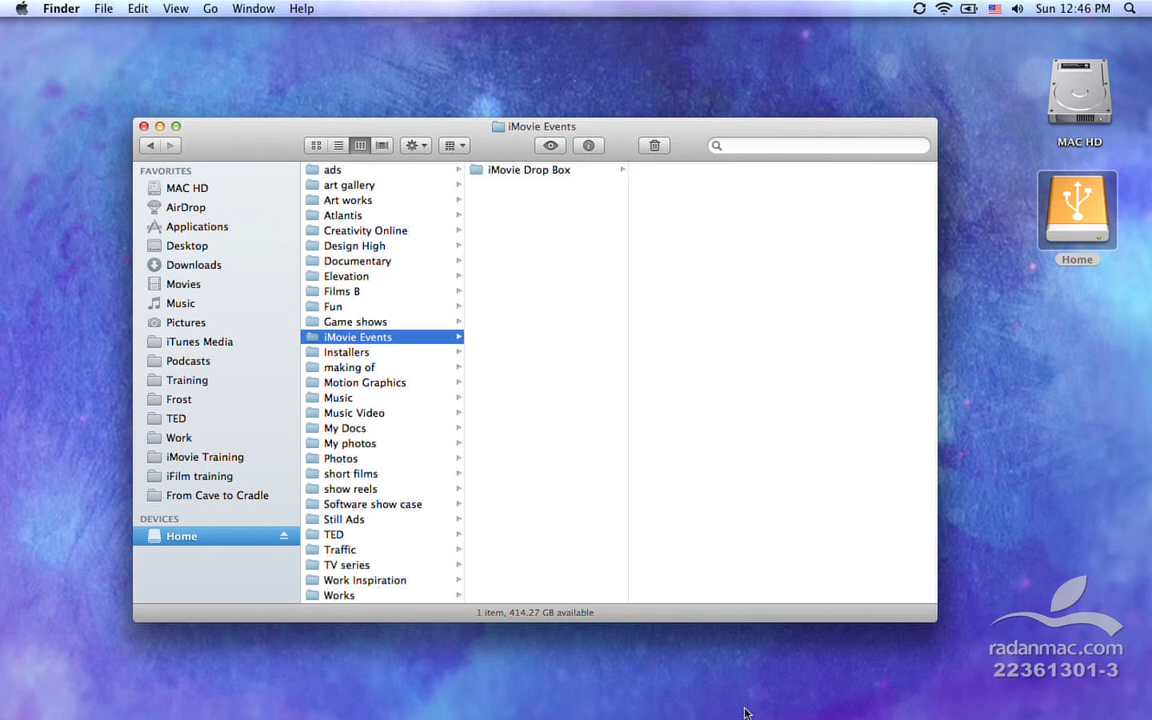 Finder File Edit View Go Window Help
Sun 12:46 PM
iMovie Events
FAVORITES
MAC HD
AirDrop
Applications
Desktop
Downloads
Movies
Music
Pictures
iTunes Media
Podcasts
Training
Frost
TED
Work
iMovie Training
iFilm training
From Cave to Cradle
DEVICES
Home
ads
art gallery
Art works
Atlantis
Creativity Online
Design High
Documentary
Elevation
Films B
Fun
Game shows
iMovie Events
Installers
making of
Motion Graphics
Music
Music Video
My Docs
My photos
Photos
short films
show reels
Software show case
Still Ads
TED
Traffic
TV series
Work Inspiration
Works
iMovie Drop Box
1 item, 414.27 GB available
MAC HD
Home
radanmac.com
22361301-3